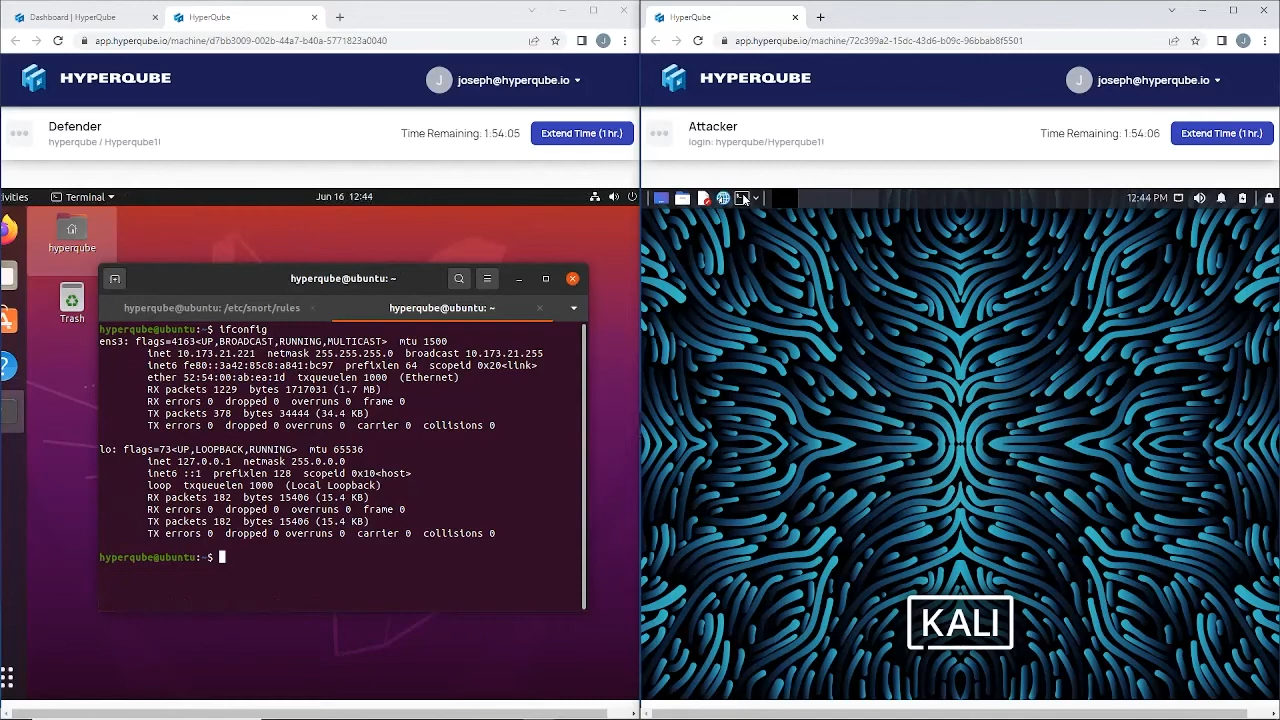 Dashboard | HyperQube
HyperQube
app.hyperqube.io/machine/d7bb3009-002b-44a7-b40a-5771823a0040
J
HYPERQUBE
J
joseph@hyperqube.io
Defender
hyperqube / Hyperqube1!
Time Remaining: 1:54:05
Extend Time (1 hr.)
tivities
Terminal
Jun 16 12:44
hyperqube
Trash
hyperqube@ubuntu: ~
hyperqube@ubuntu: /etc/snort/rules
hyperqube@ubuntu: ~
hyperqube@ubuntu:~$ ifconfig
ens3: flags=4163<UP,BROADCAST,RUNNING,MULTICAST> mtu 1500
inet 10.173.21.221 netmask 255.255.255.0 broadcast 10.173.21.255
inet6 fe80::3a42:85c8:a841:bc97 prefixlen 64 scopeid 0x20<link>
ether 52:54:00:ab:ea:1d txqueuelen 1000 (Ethernet)
RX packets 1229 bytes 1717031 (1.7 MB)
RX errors 0 dropped 0 overruns 0 frame 0
TX packets 378 bytes 34444 (34.4 KB)
TX errors 0 dropped 0 overruns 0 carrier 0 collisions 0
lo: flags=73<UP,LOOPBACK,RUNNING> mtu 65536
inet 127.0.0.1 netmask 255.0.0.0
inet6 ::1 prefixlen 128 scopeid 0x10<host>
loop txqueuelen 1000 (Local Loopback)
RX packets 182 bytes 15406 (15.4 KB)
RX errors 0 dropped 0 overruns 0 frame 0
TX packets 182 bytes 15406 (15.4 KB)
TX errors 0 dropped 0 overruns 0 carrier 0 collisions 0
hyperqube@ubuntu:~$
HyperQube
app.hyperqube.io/machine/72c399a2-15dc-43d6-b09c-96bbab8f5501
J
HYPERQUBE
J
joseph@hyperqube.io
Attacker
login: hyperqube/Hyperqube1!
Time Remaining: 1:54:06
Extend Time (1 hr.)
12:44 PM
KALI